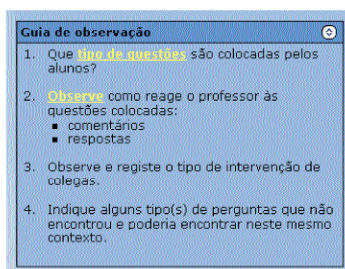 Guia de observação
1. Que tipo de questões são colocadas pelos
alunos?
2. Observe como reage o professor às
questões colocadas:
▪ comentários
▪ respostas
3. Observe e registe o tipo de intervenção de
colegas.
4. Indique alguns tipo(s) de perguntas que não
encontrou e poderia encontrar neste mesmo
contexto.